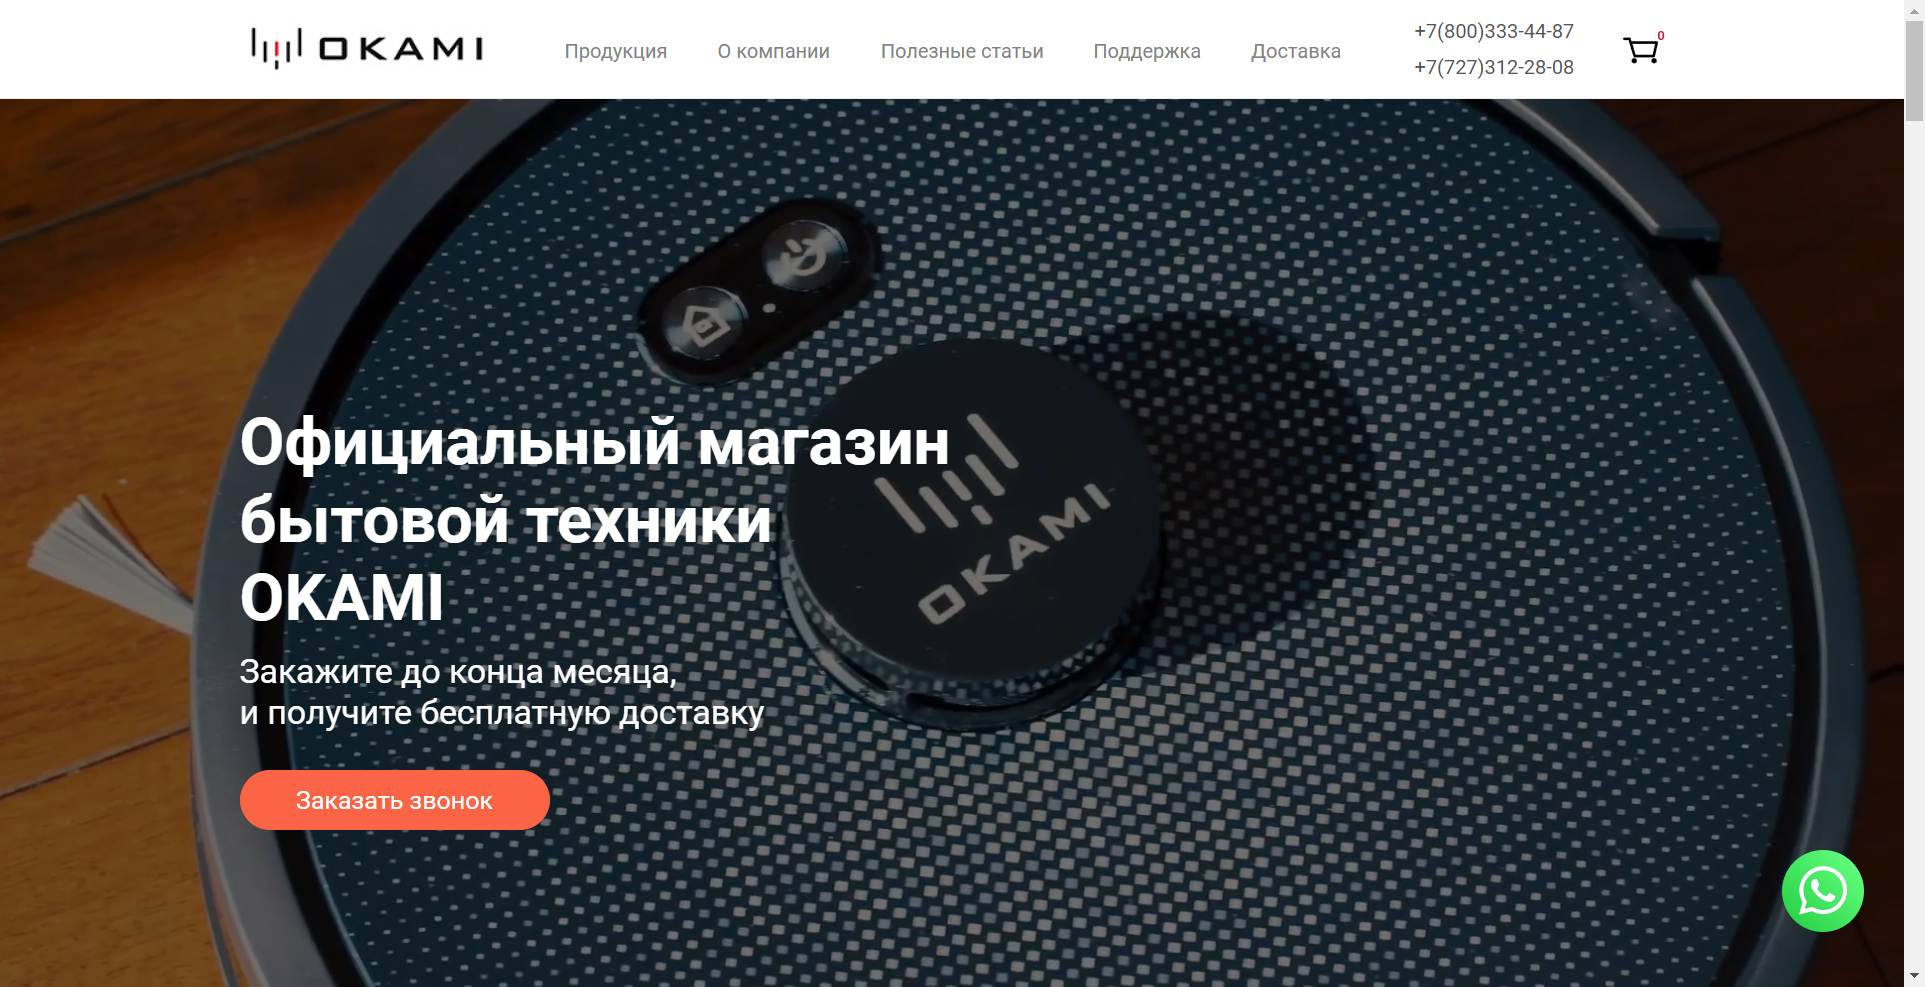 OKAMI
Продукция
О компании
Полезные статьи
Поддержка
Доставка
+7(800)333-44-87
+7(727)312-28-08
0
Официальный магазин
бытовой техники
OKAMI
Закажите до конца месяца,
и получите бесплатную доставку
Заказать звонок
OKAMI